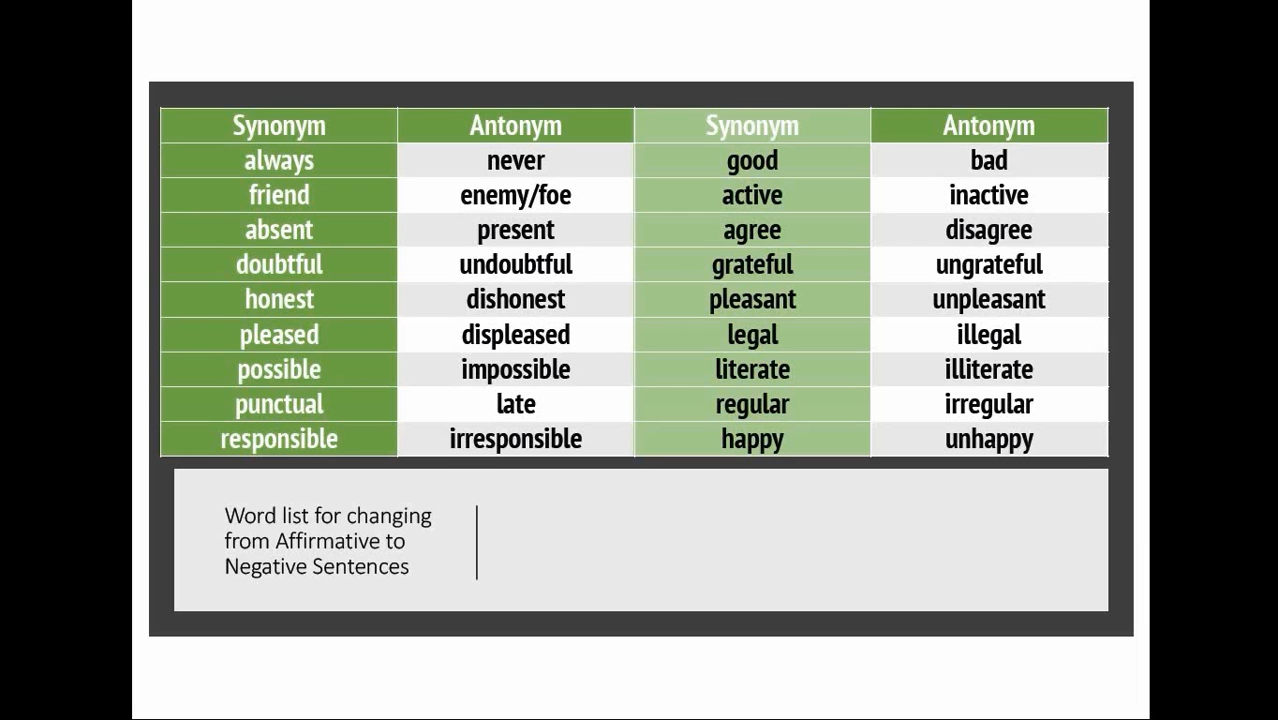 Synonym Antonym Synonym Antonym
always never good bad
friend enemy/foe active inactive
absent present agree disagree
doubtful undoubtful grateful ungrateful
honest dishonest pleasant unpleasant
pleased displeased legal illegal
possible impossible literate illiterate
punctual late regular irregular
responsible irresponsible happy unhappy
Word list for changing
from Affirmative to
Negative Sentences